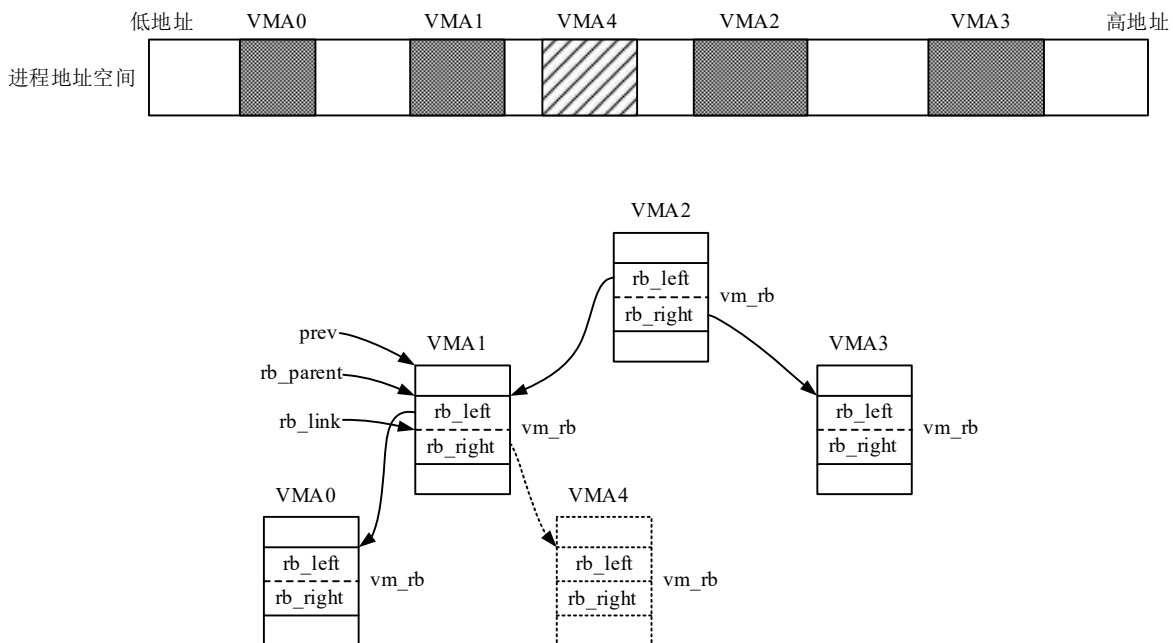 低地址 VMA0 VMA1 VMA4 VMA2 VMA3 高地址
进程地址空间
VMA2
rb_left
vm_rb
rb_right
prev
VMA1
VMA3
rb_parent
rb_left
rb_left
rb_link
vm_rb
vm_rb
rb_right
rb_right
VMA0
VMA4
rb_left
rb_left
vm_rb
vm_rb
rb_right
rb_right